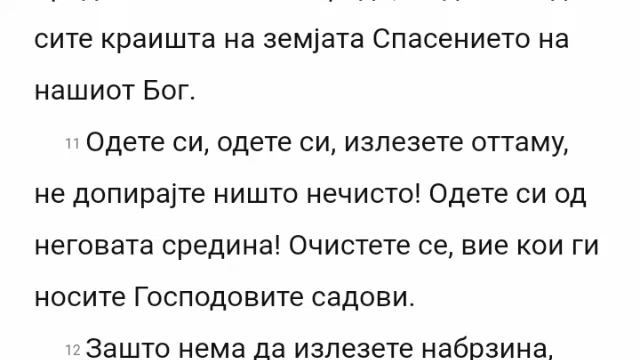 сите краишта на земјата Спасението на
нашиот Бог.
11 Одете си, одете си, излезете оттаму,
не допирајте ништо нечисто! Одете си од
неговата средина! Очистете се, вие кои ги
носите Господовите садови.
12 Зашто нема да излезете набрзина,